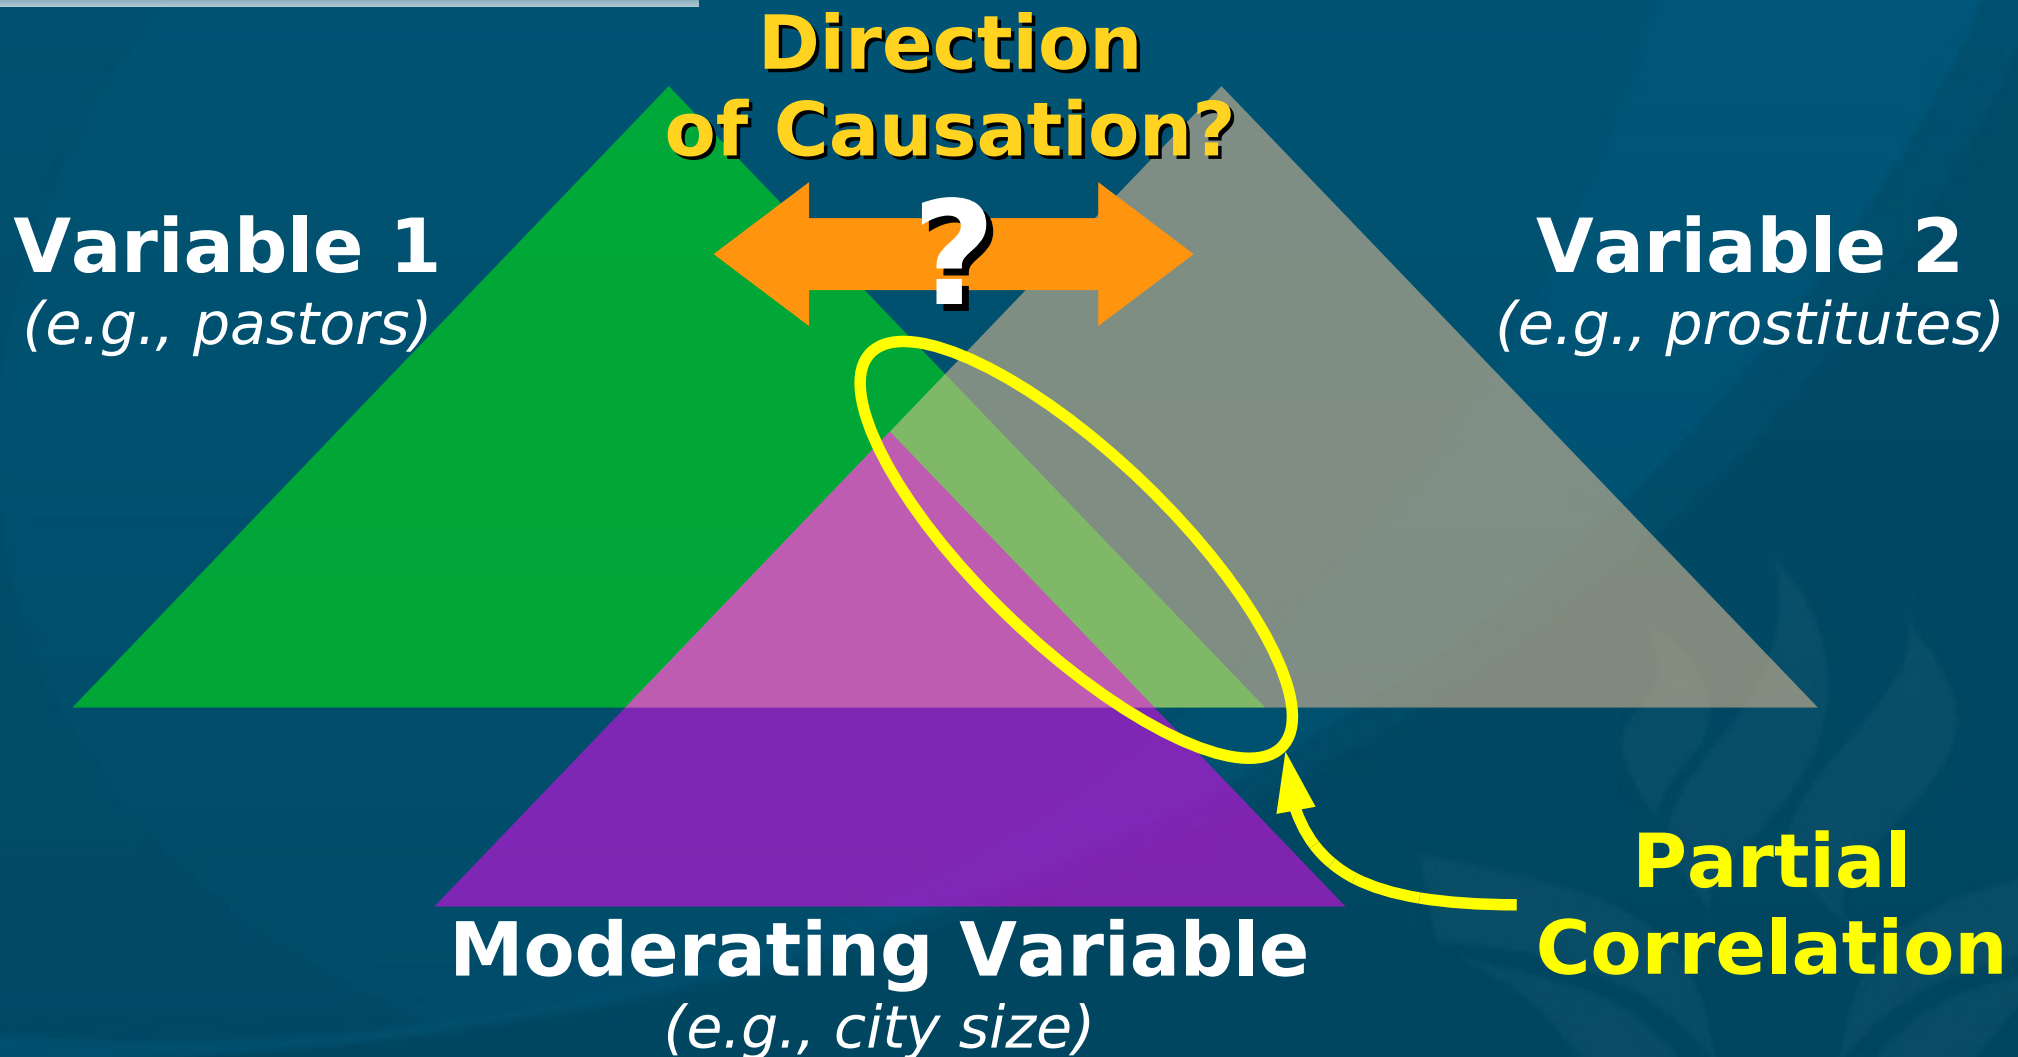 Direction
of Causation?
?
Variable 1
(e.g., pastors)
Variable 2
(e.g., prostitutes)
Partial
Correlation
Moderating Variable
(e.g., city size)